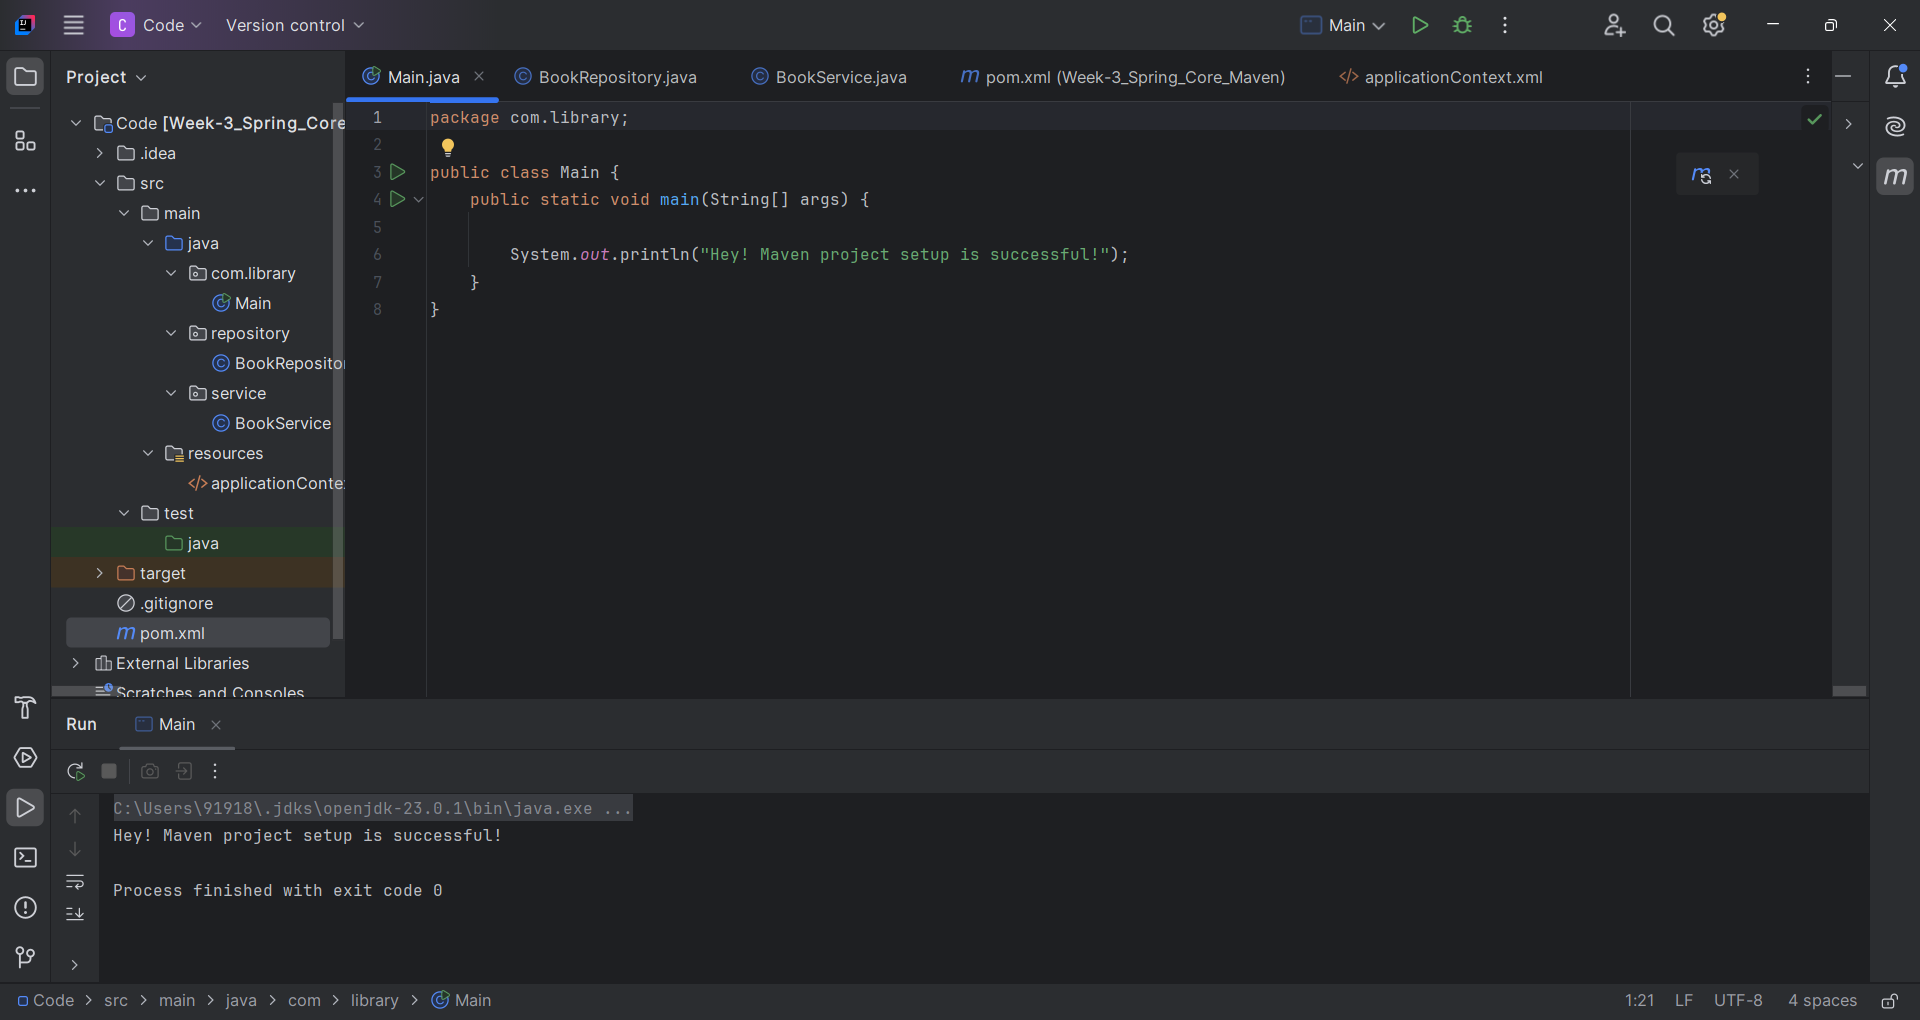 C Code Version control Main
Project
Main.java BookRepository.java BookService.java pom.xml (Week-3_Spring_Core_Maven) applicationContext.xml
Code [Week-3_Spring_Core
.idea
src
main
java
com.library
Main
repository
BookRepositor
service
BookService
resources
applicationConte
test
java
target
.gitignore
pom.xml
External Libraries
Scratches and Consoles
1 package com.library;
2
3 public class Main {
4 public static void main(String[] args) {
5
6 System.out.println("Hey! Maven project setup is successful!");
7 }
8 }
Run Main
C:\Users\91918\.jdks\openjdk-23.0.1\bin\java.exe ...
Hey! Maven project setup is successful!
Process finished with exit code 0
Code > src > main > java > com > library > Main 1:21 LF UTF-8 4 spaces